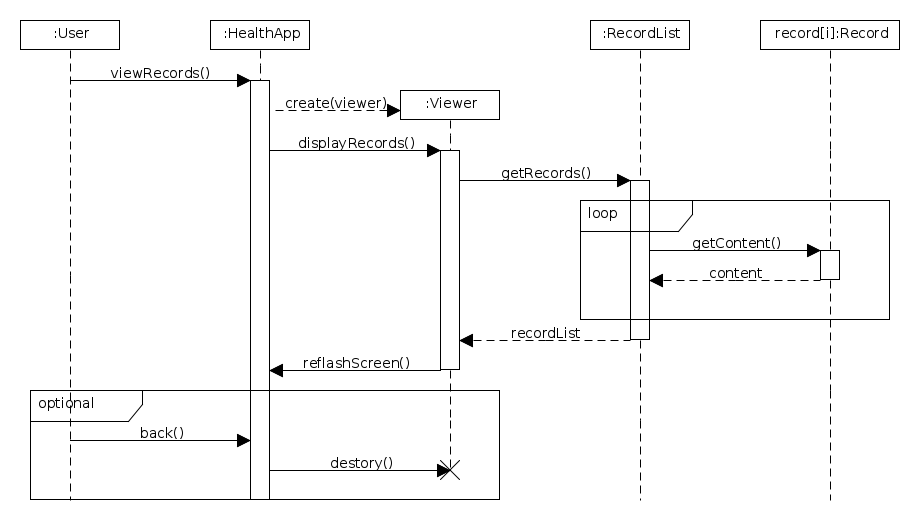 :User
:HealthApp
:RecordList
record[i]:Record
viewRecords()
create(viewer)
:Viewer
displayRecords()
getRecords()
loop
getContent()
content
recordList
reflashScreen()
optional
back()
destory()